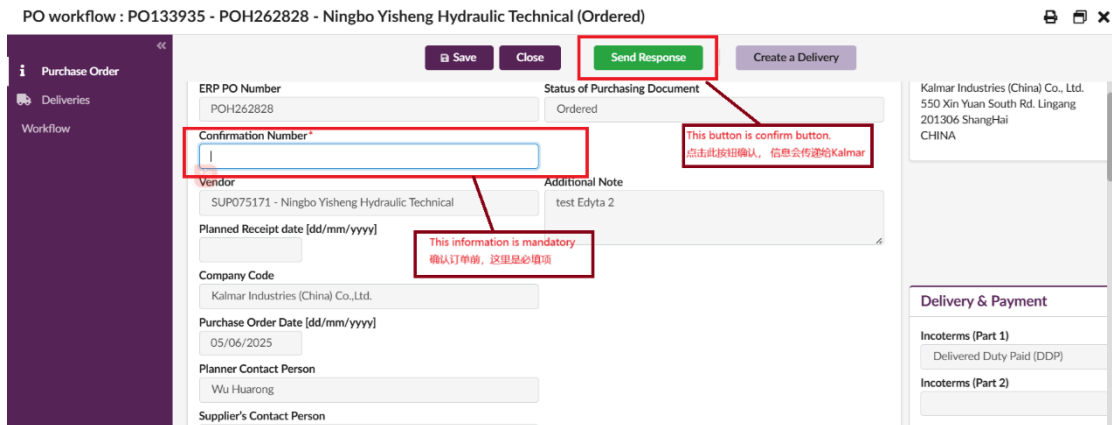 PO workflow : PO133935 - POH262828 - Ningbo Yisheng Hydraulic Technical (Ordered)
Save
Close
Send Response
Create a Delivery
Purchase Order
Deliveries
Workflow
ERP PO Number
POH262828
Status of Purchasing Document
Ordered
Confirmation Number*
This button is confirm button.
点击此按钮确认， 信息会传递给Kalmar
Vendor
SUP075171 - Ningbo Yisheng Hydraulic Technical
Additional Note
test Edyta 2
Planned Receipt date [dd/mm/yyyy]
This information is mandatory
确认订单前，这里是必填项
Company Code
Kalmar Industries (China) Co.,Ltd.
Purchase Order Date [dd/mm/yyyy]
05/06/2025
Planner Contact Person
Wu Huarong
Supplier's Contact Person
Kalmar Industries (China) Co., Ltd.
550 Xin Yuan South Rd. Lingang
201306 ShangHai
CHINA
Delivery & Payment
Incoterms (Part 1)
Delivered Duty Paid (DDP)
Incoterms (Part 2)